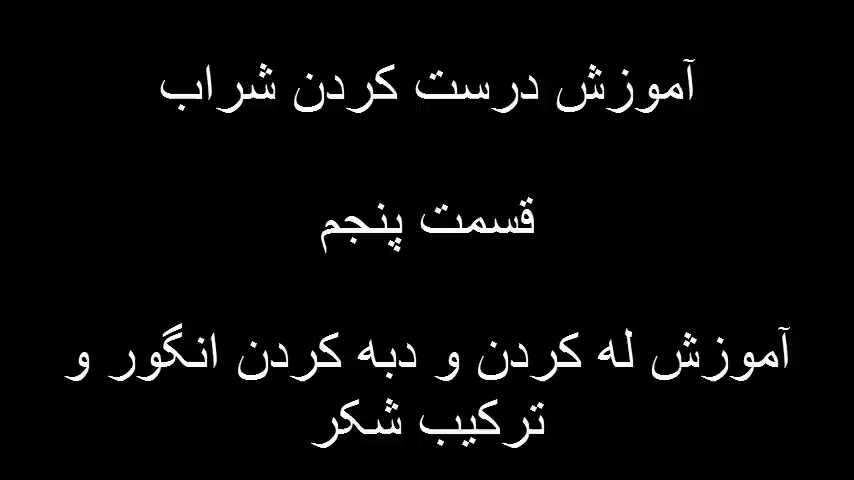 آموزش درست کردن شراب
قسمت پنجم
آموزش له کردن و دبه کردن انگور و
ترکیب شکر